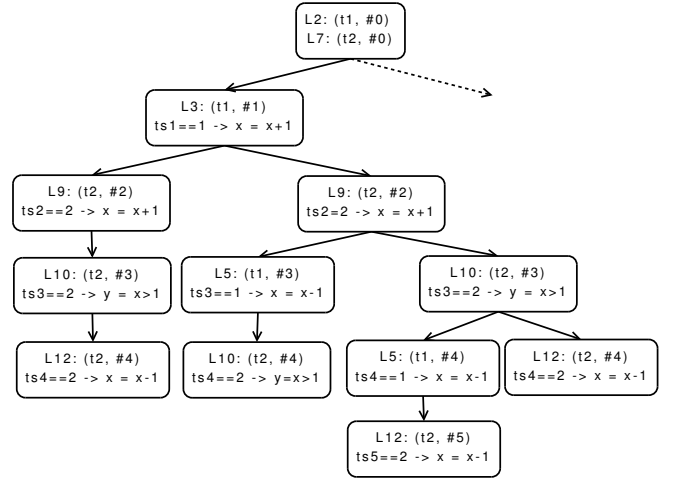 L2: (t1, #0)
L7: (t2, #0)
L3: (t1, #1)
ts1==1 -> x = x+1
L9: (t2, #2)
ts2==2 -> x = x+1
L9: (t2, #2)
ts2=2 -> x = x+1
L10: (t2, #3)
ts3==2 -> y = x>1
L5: (t1, #3)
ts3==1 -> x = x-1
L10: (t2, #3)
ts3==2 -> y = x>1
L12: (t2, #4)
ts4==2 -> x = x-1
L10: (t2, #4)
ts4==2 -> y=x>1
L5: (t1, #4)
ts4==1 -> x = x-1
L12: (t2, #4)
ts4==2 -> x = x-1
L12: (t2, #5)
ts5==2 -> x = x-1